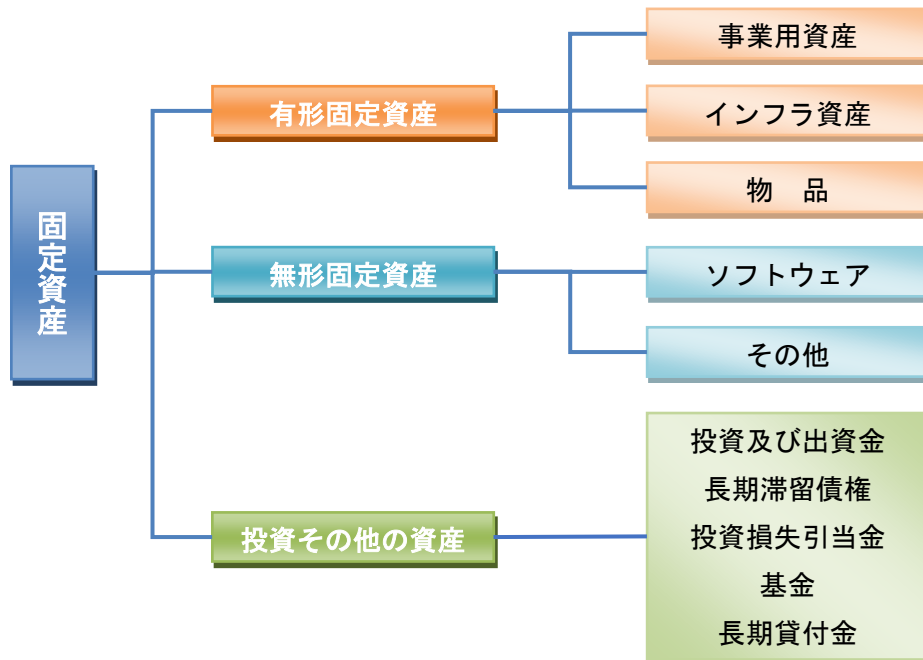 固定資産
有形固定資産
事業用資産
インフラ資産
物　品
無形固定資産
ソフトウェア
その他
投資その他の資産
投資及び出資金
長期滞留債権
投資損失引当金
基金
長期貸付金